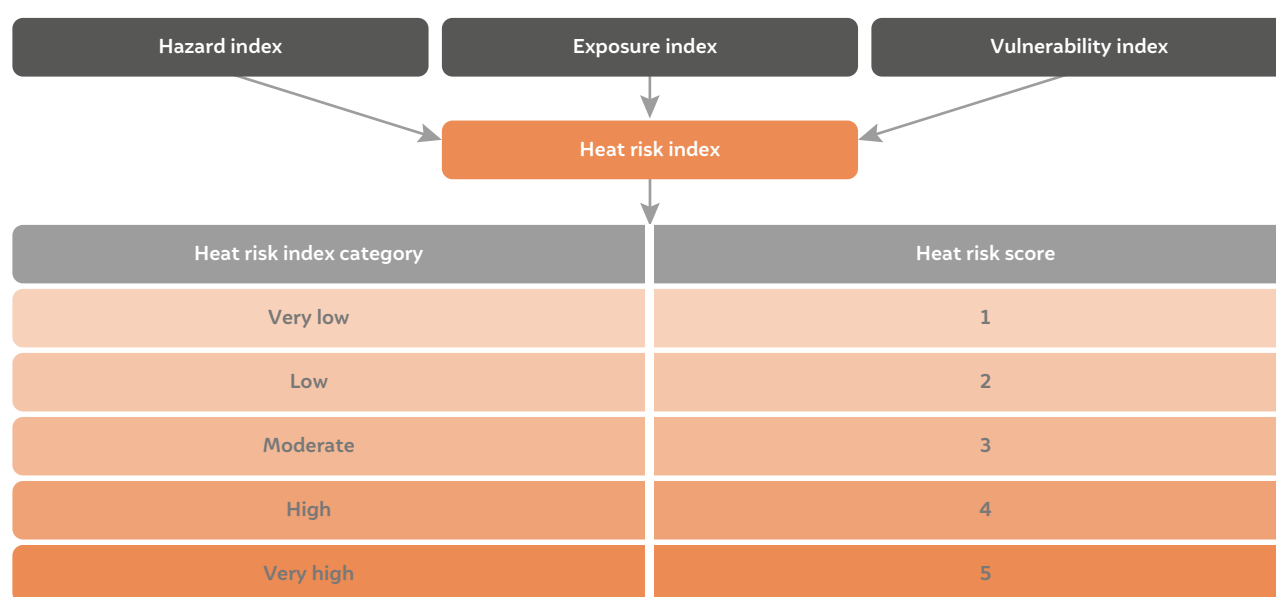 Hazard index
Exposure index
Vulnerability index
Heat risk index
Heat risk index category
Heat risk score
Very low
1
Low
2
Moderate
3
High
4
Very high
5